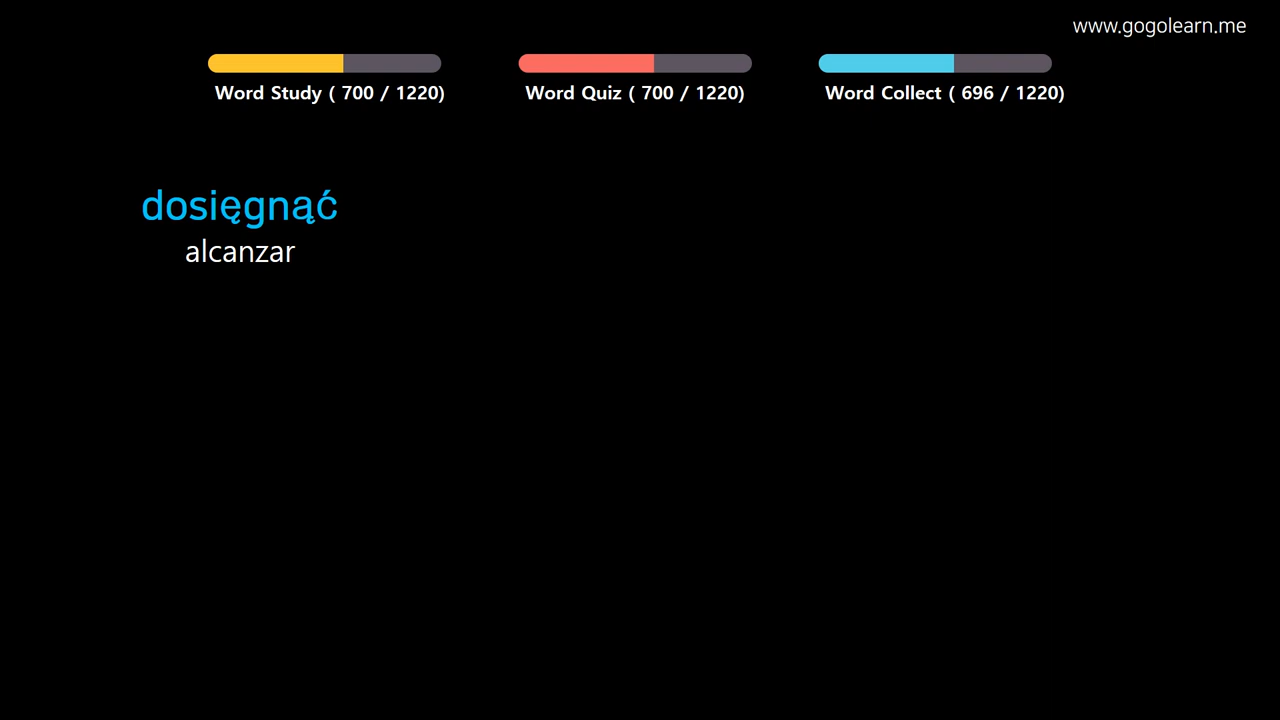 www.gogolearn.me
Word Study ( 700 / 1220)
Word Quiz ( 700 / 1220)
Word Collect ( 696 / 1220)
dosięgnąć
alcanzar